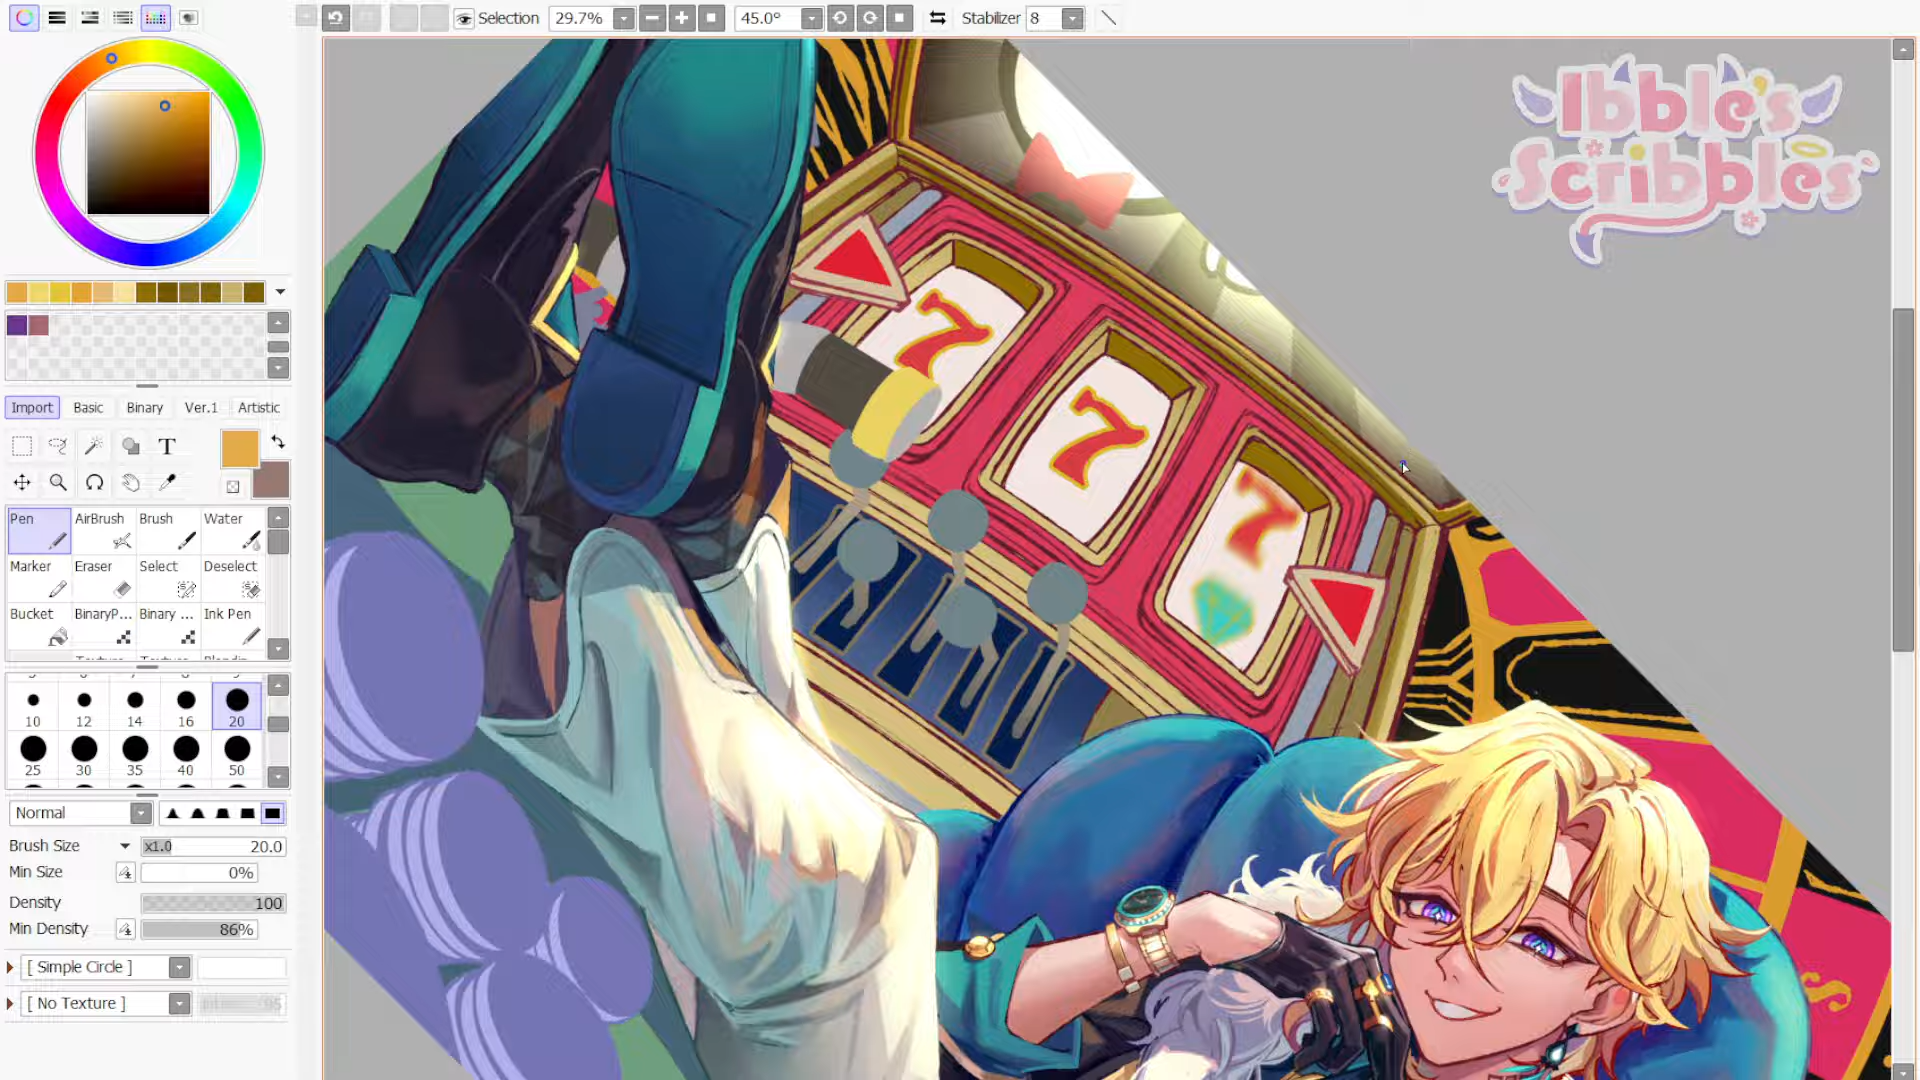 Selection
29.7%
45.0°
Stabilizer
8
Ibble's
Scribbles
7
7
7
Import
Basic
Binary
Ver.1
Artistic
T
Pen
AirBrush
Brush
Water
Marker
Eraser
Select
Deselect
Bucket
BinaryP...
Binary ...
Ink Pen
10
12
14
16
20
25
30
35
40
50
Normal
Brush Size
x1.0
20.0
Min Size
0%
Density
100
Min Density
86%
[ Simple Circle ]
[ No Texture ]
95